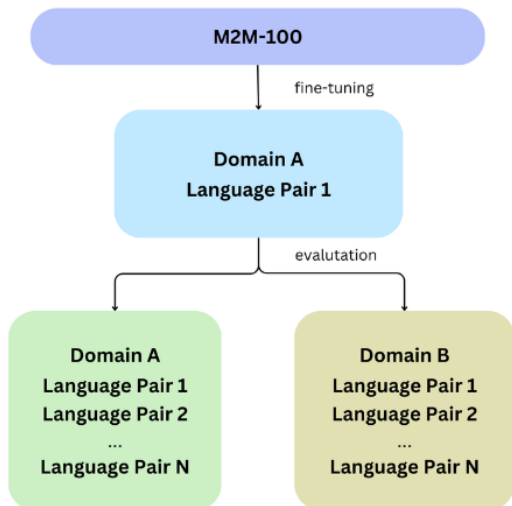 M2M-100
fine-tuning
Domain A
Language Pair 1
evalutation
Domain A
Language Pair 1
Language Pair 2
...
Language Pair N
Domain B
Language Pair 1
Language Pair 2
...
Language Pair N